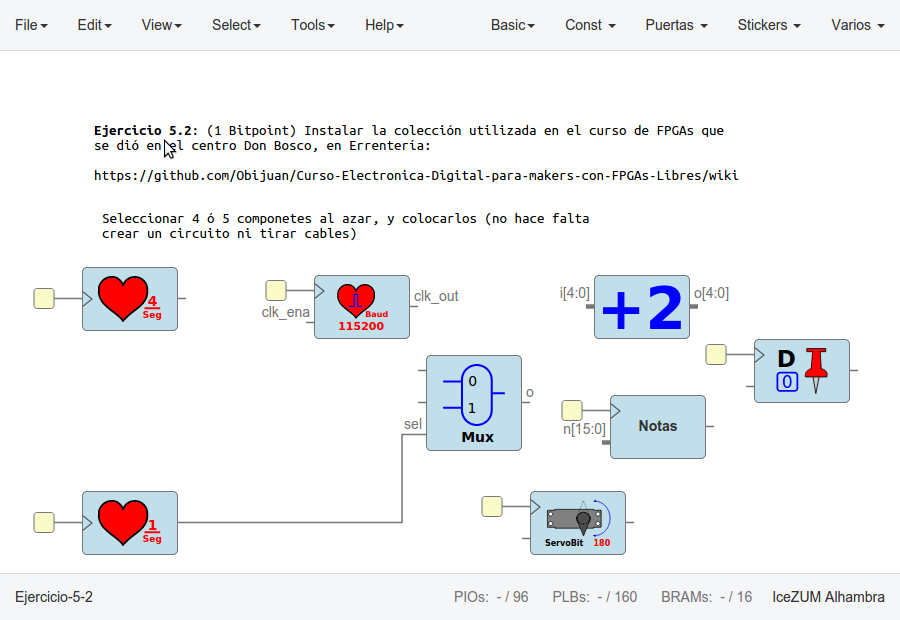 File Edit View Select Tools Help Basic Const Puertas Stickers Varios
Ejercicio 5.2: (1 Bitpoint) Instalar la colección utilizada en el curso de FPGAs que
se dió en el centro Don Bosco, en Errentería:
https://github.com/Obijuan/Curso-Electronica-Digital-para-makers-con-FPGAs-Libres/wiki
Seleccionar 4 ó 5 componetes al azar, y colocarlos (no hace falta
crear un circuito ni tirar cables)
4
Seg
clk_ena
Baud
115200
clk_out
i[4:0]
+2
o[4:0]
D
0
0
1
Mux
sel
o
n[15:0]
Notas
1
Seg
ServoBit 180
Ejercicio-5-2 PIOs: - / 96 PLBs: - / 160 BRAMs: - / 16 IceZUM Alhambra